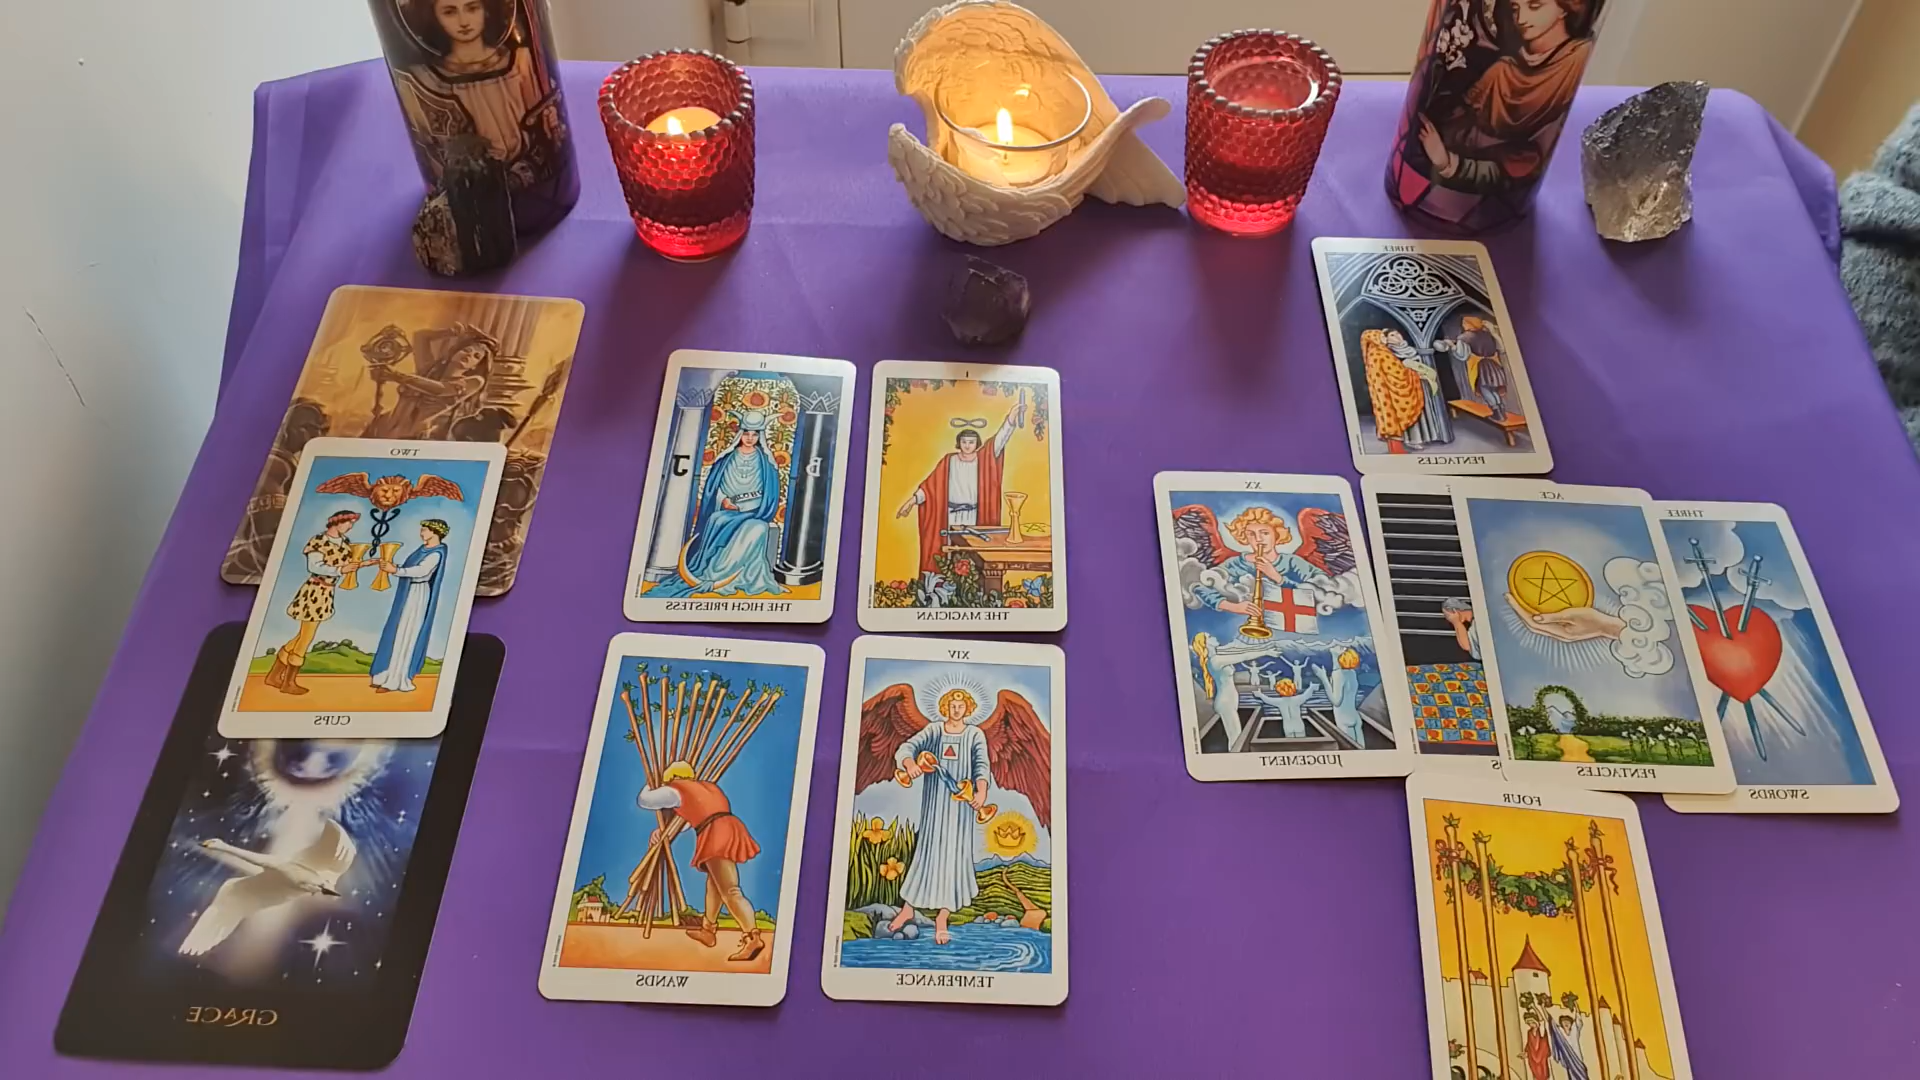 THREE
PENTACLES
II
J
B
THE HIGH PRIESTESS
I
THE MAGICIAN
TWO
CUPS
XX
JUDGEMENT
ACE
PENTACLES
THREE
SWORDS
TEN
WANDS
XIV
TEMPERANCE
FOUR
GRACE